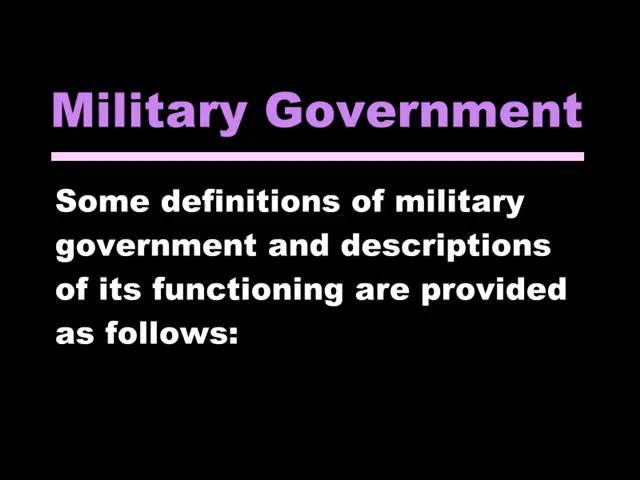 Military Government
Some definitions of military
government and descriptions
of its functioning are provided
as follows: